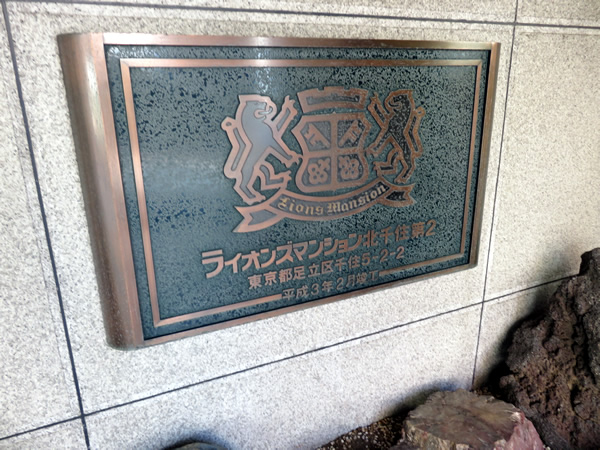 Lions Mansion
ライオンズマンション北千住第2
東京都足立区千住5-2-2
平成3年2月竣工